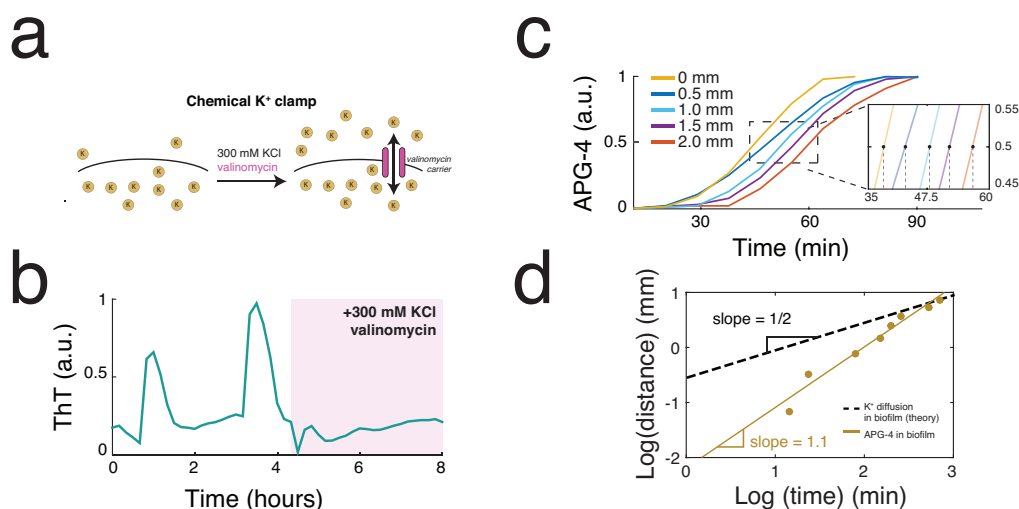 a
Chemical K⁺ clamp
K K K K K K K K K K
300 mM KCl
valinomycin
valinomycin
carrier
b
ThT (a.u.)
1
0.5
0
+300 mM KCl
valinomycin
0 2 4 6 8
Time (hours)
c
APG-4 (a.u.)
1
0.5
0
0 mm
0.5 mm
1.0 mm
1.5 mm
2.0 mm
0.55
0.5
0.45
35 47.5 60
30 60 90
Time (min)
d
Log(distance) (mm)
1
0
-1
-2
slope = 1/2
K⁺ diffusion
in biofilm (theory)
APG-4 in biofilm
slope = 1.1
0 1 2 3
Log (time) (min)